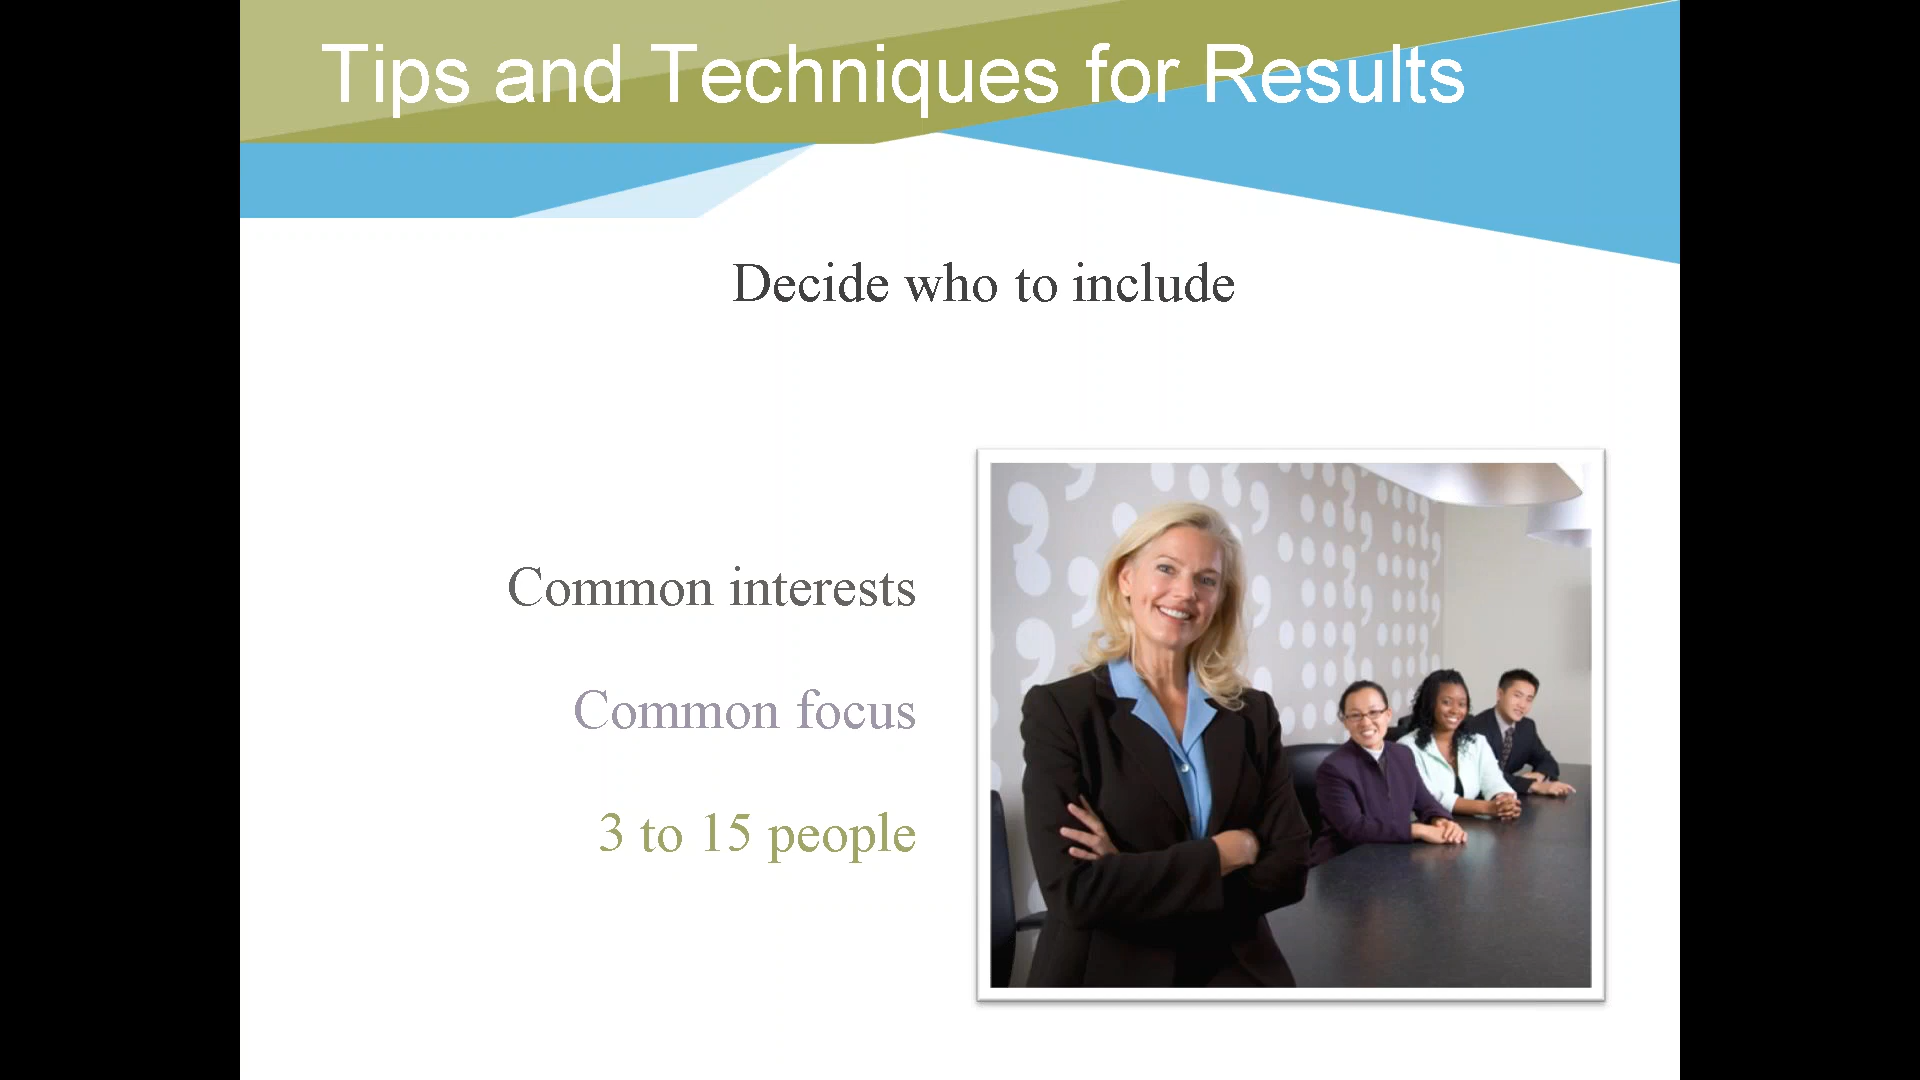 Tips and Techniques for Results
Decide who to include
Common interests
Common focus
3 to 15 people